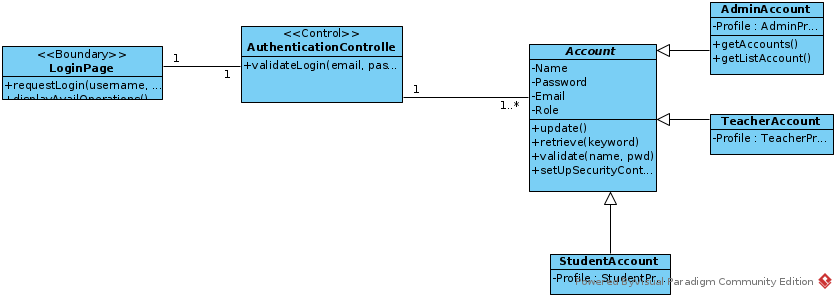 <<Boundary>>
LoginPage
+requestLogin(username, ...
+displayAvailOperations()
1
1
<<Control>>
AuthenticationControlle
+validateLogin(email, pas...
1
1..*
Account
-Name
-Password
-Email
-Role
+update()
+retrieve(keyword)
+validate(name, pwd)
+setUpSecurityCont...
AdminAccount
-Profile : AdminPr...
+getAccounts()
+getListAccount()
TeacherAccount
-Profile : TeacherPr...
StudentAccount
-Profile : StudentPr...
Powered By Visual Paradigm Community Edition